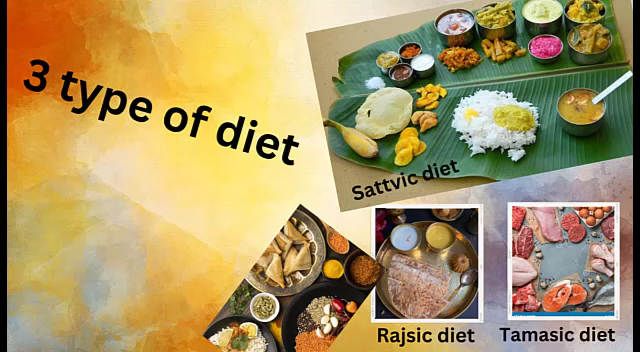 3 type of diet
Sattvic diet
Rajsic diet
Tamasic diet